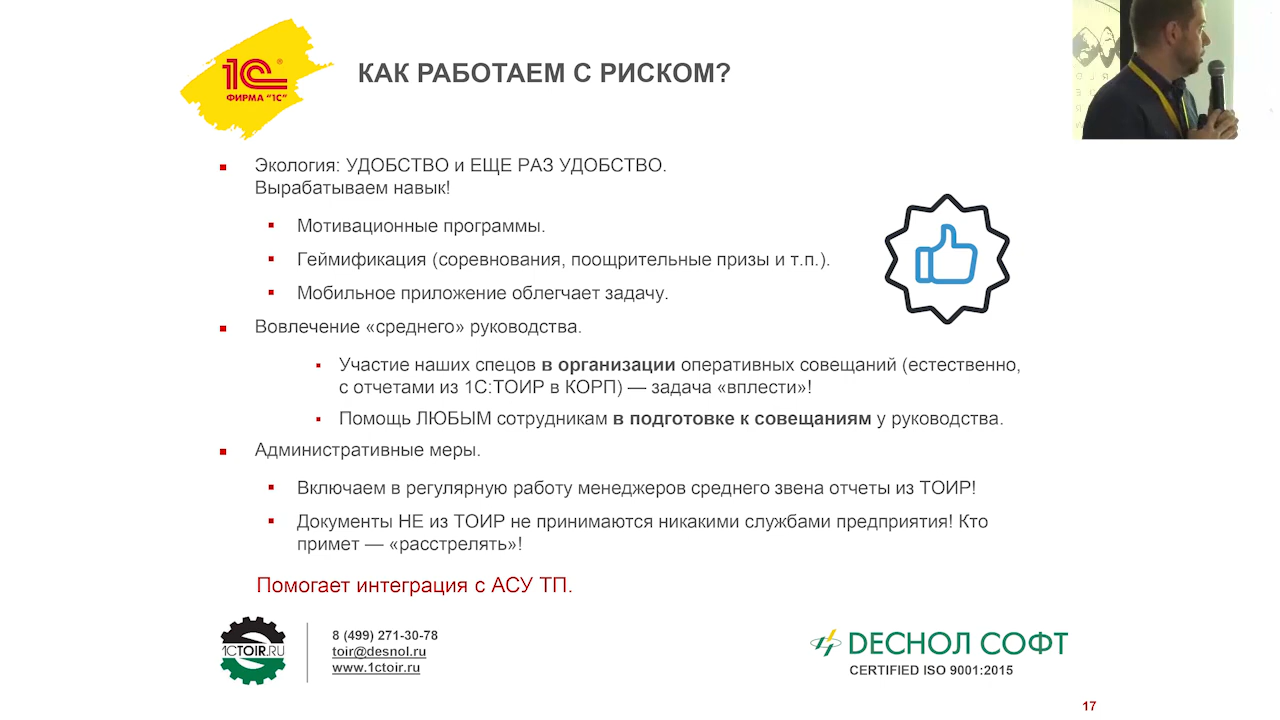 1С®
ФИРМА "1С"
КАК РАБОТАЕМ С РИСКОМ?
Экология: УДОБСТВО и ЕЩЕ РАЗ УДОБСТВО.
Вырабатываем навык!
Мотивационные программы.
Геймификация (соревнования, поощрительные призы и т.п.).
Мобильное приложение облегчает задачу.
Вовлечение «среднего» руководства.
Участие наших спецов в организации оперативных совещаний (естественно,
с отчетами из 1С:ТОИР в КОРП) — задача «вплести»!
Помощь ЛЮБЫМ сотрудникам в подготовке к совещаниям у руководства.
Административные меры.
Включаем в регулярную работу менеджеров среднего звена отчеты из ТОИР!
Документы НЕ из ТОИР не принимаются никакими службами предприятия! Кто
примет — «расстрелять»!
Помогает интеграция с АСУ ТП.
1CTOIR.RU
8 (499) 271-30-78
toir@desnol.ru
www.1ctoir.ru
ДЕСНОЛ СОФТ
CERTIFIED ISO 9001:2015
17